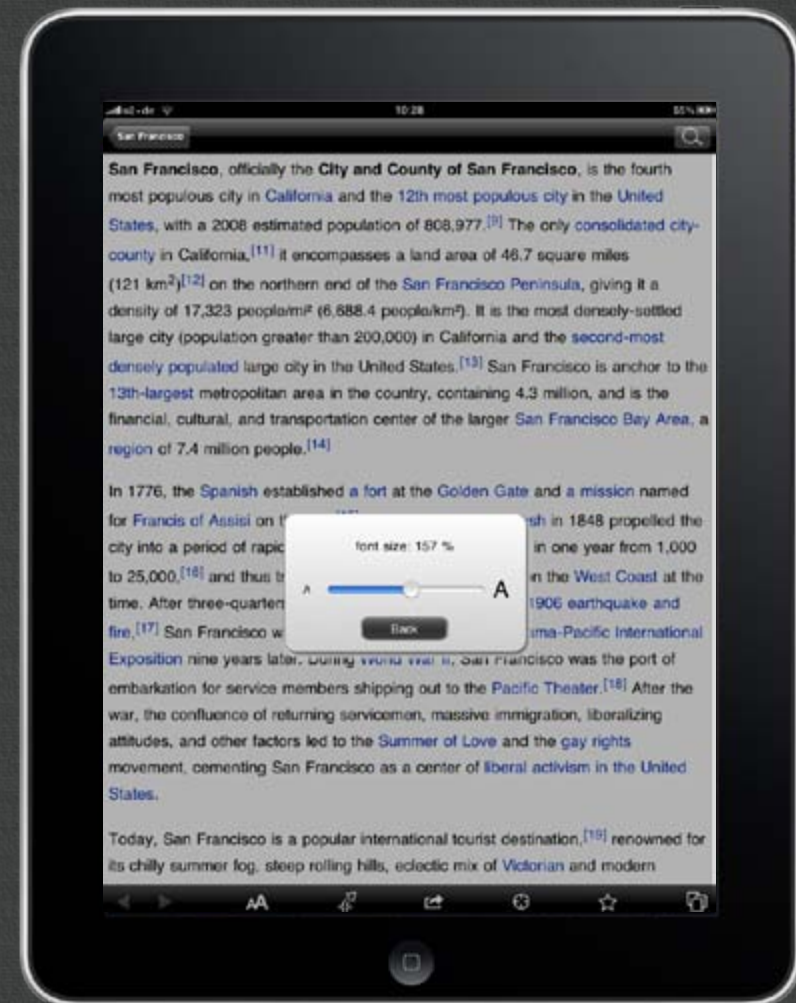 o2-de 10:28 55%
San Francisco
San Francisco, officially the City and County of San Francisco, is the fourth
most populous city in California and the 12th most populous city in the United
States, with a 2008 estimated population of 808,977.[9] The only consolidated city-
county in California,[11] it encompasses a land area of 46.7 square miles
(121 km²)[12] on the northern end of the San Francisco Peninsula, giving it a
density of 17,323 people/mi² (6,688.4 people/km²). It is the most densely-settled
large city (population greater than 200,000) in California and the second-most
densely populated large city in the United States.[13] San Francisco is anchor to the
13th-largest metropolitan area in the country, containing 4.3 million, and is the
financial, cultural, and transportation center of the larger San Francisco Bay Area, a
region of 7.4 million people.[14]
In 1776, the Spanish established a fort at the Golden Gate and a mission named
for Francis of Assisi on in 1848 propelled the
city into a period of in one year from 1,000
to 25,000,[16] and thus on the West Coast at the
time. After 1906 earthquake and
fire,[17] San Francisco International
font size: 157 %
A A
Back
Exposition nine years later. During World War II, San Francisco was the port of
embarkation for service members shipping out to the Pacific Theater.[18] After the
war, the confluence of returning servicemen, massive immigration, liberalizing
attitudes, and other factors led to the Summer of Love and the gay rights
movement, cementing San Francisco as a center of liberal activism in the United
States.
Today, San Francisco is a popular international tourist destination,[19] renowned for
its chilly summer fog, steep rolling hills, eclectic mix of Victorian and modern
AA